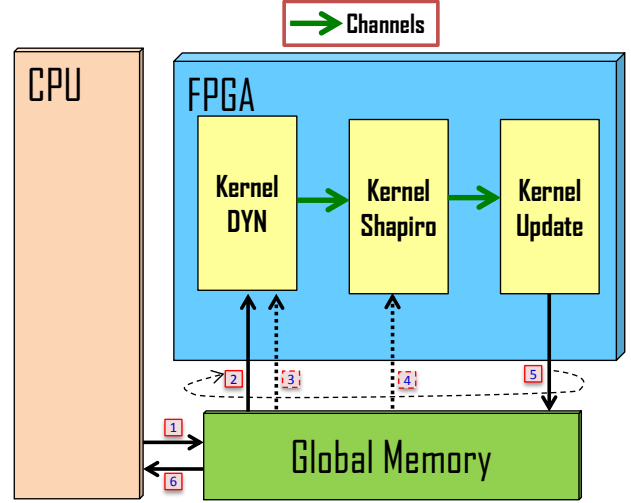 Channels
CPU
FPGA
Kernel
DYN
Kernel
Shapiro
Kernel
Update
2
3
4
5
1
6
Global Memory